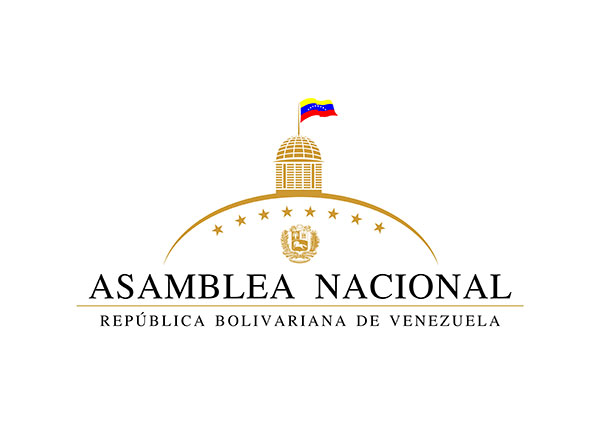 ASAMBLEA NACIONAL
REPÚBLICA BOLIVARIANA DE VENEZUELA